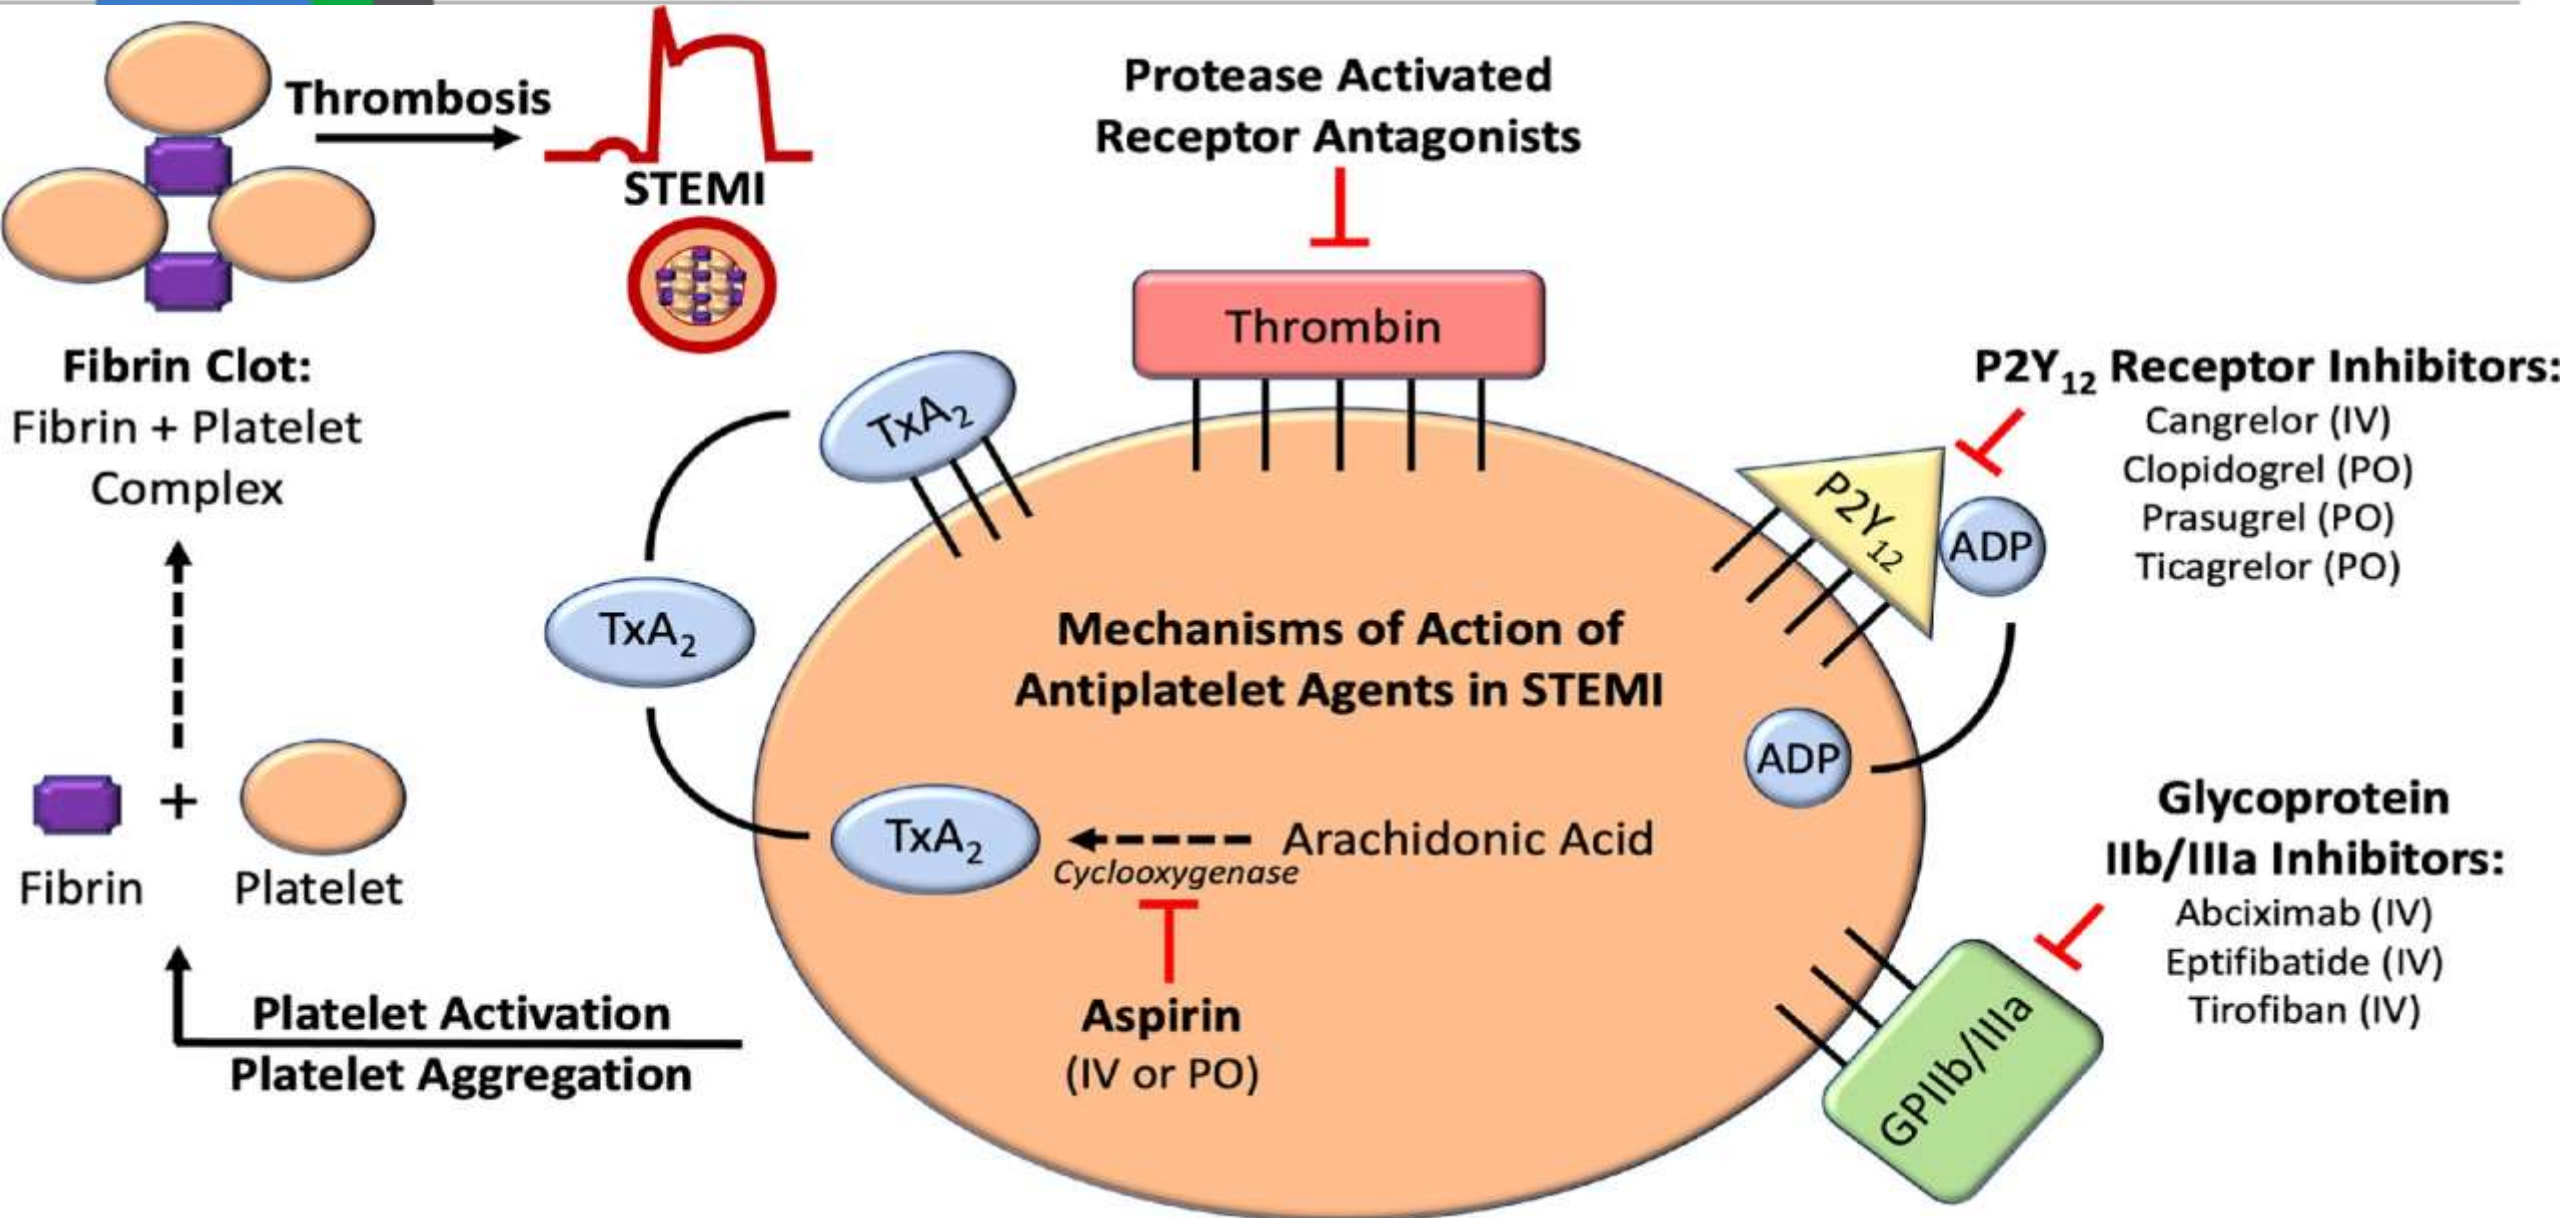 Thrombosis
STEMI
Fibrin Clot:
Fibrin + Platelet
Complex
+
Fibrin
Platelet
Platelet Activation
Platelet Aggregation
Protease Activated
Receptor Antagonists
Thrombin
TxA₂
TxA₂
TxA₂
Mechanisms of Action of
Antiplatelet Agents in STEMI
Arachidonic Acid
Cyclooxygenase
Aspirin
(IV or PO)
P2Y₁₂ Receptor Inhibitors:
Cangrelor (IV)
Clopidogrel (PO)
Prasugrel (PO)
Ticagrelor (PO)
P2Y₁₂
ADP
ADP
Glycoprotein
IIb/IIIa Inhibitors:
Abciximab (IV)
Eptifibatide (IV)
Tirofiban (IV)
GPIIb/IIIa